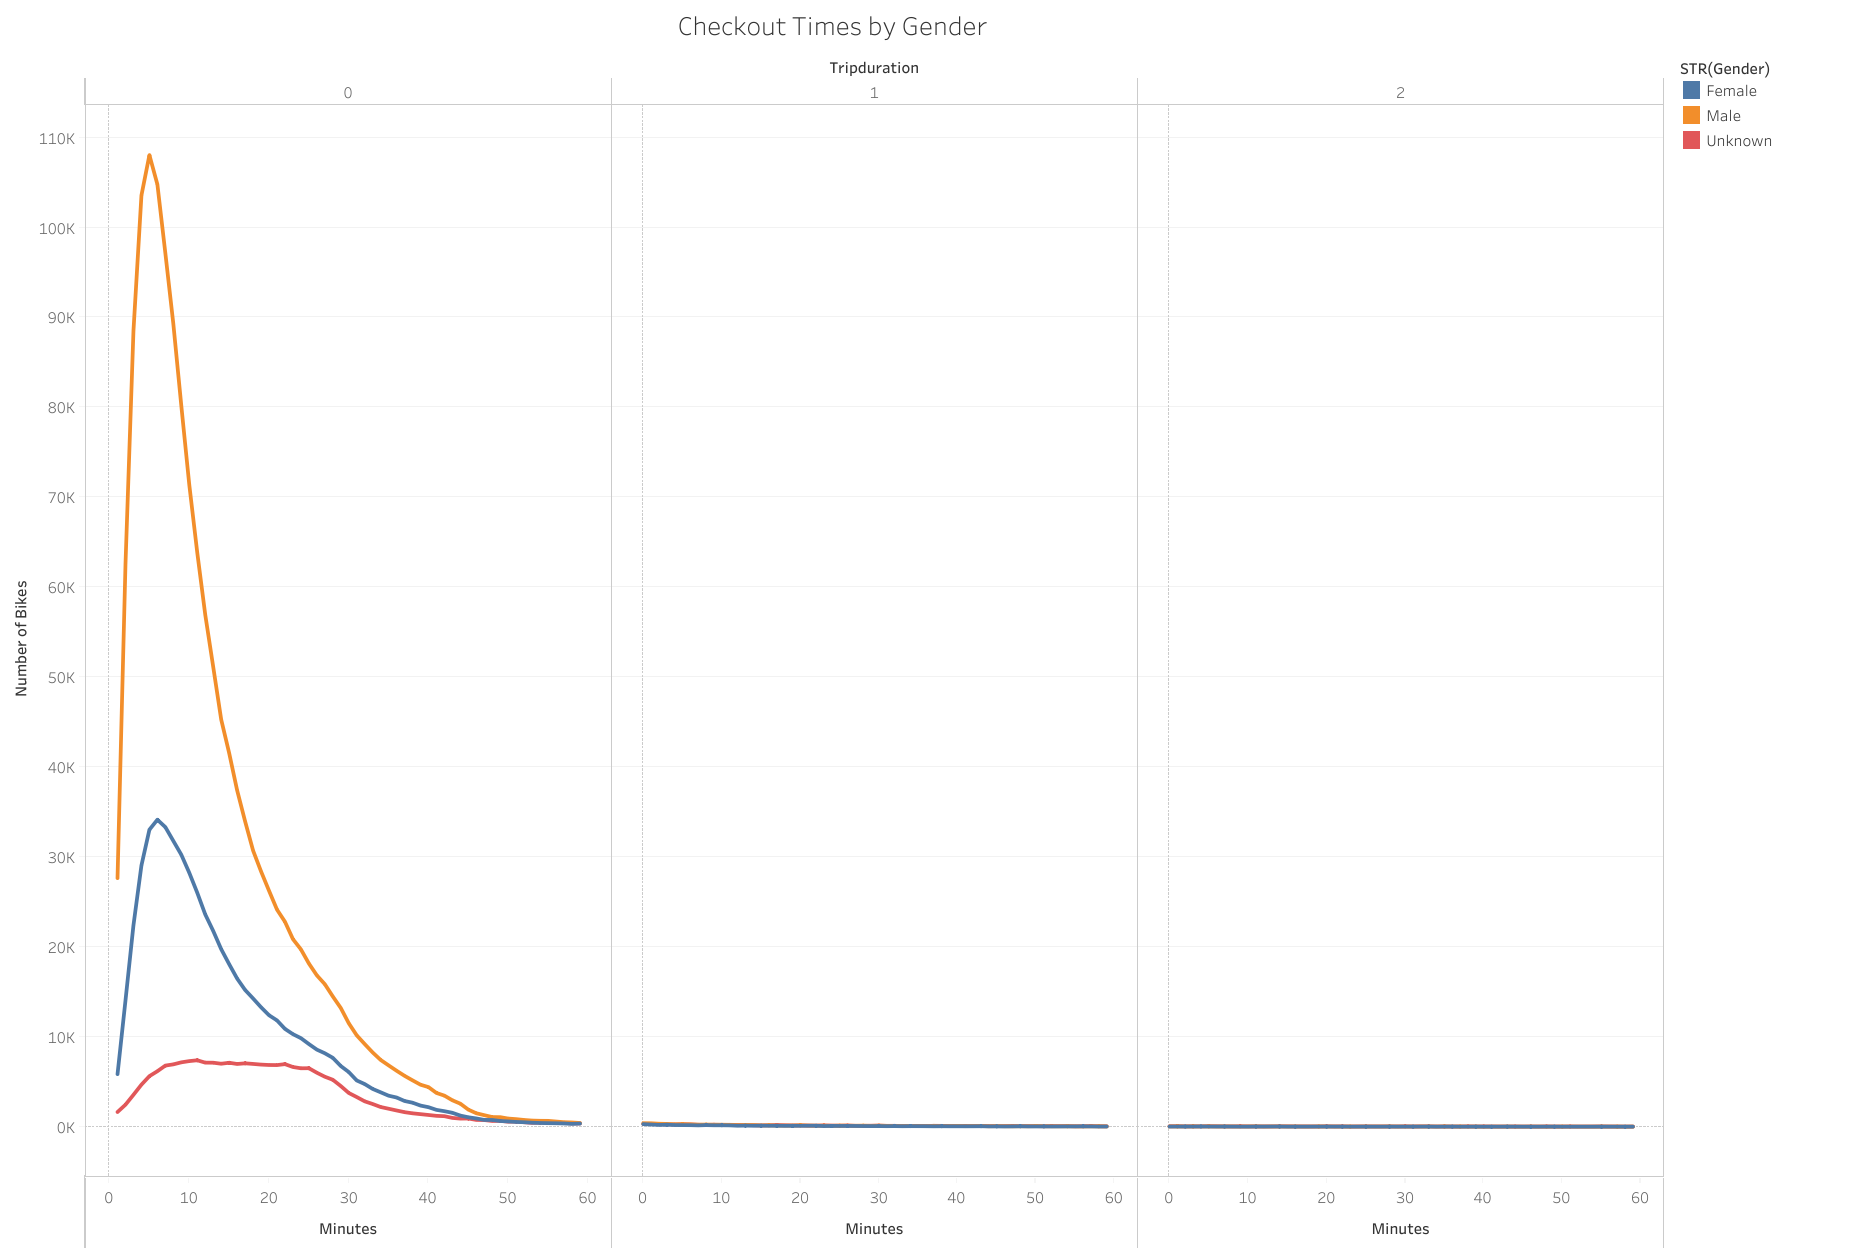 Checkout Times by Gender
Tripduration
0 1 2
STR(Gender)
Female
Male
Unknown
Number of Bikes
110K
100K
90K
80K
70K
60K
50K
40K
30K
20K
10K
0K
0 10 20 30 40 50 60 0 10 20 30 40 50 60 0 10 20 30 40 50 60
Minutes Minutes Minutes